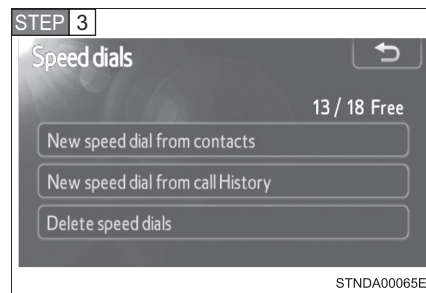 STEP 3
Speed dials
13 / 18 Free
New speed dial from contacts
New speed dial from call History
Delete speed dials
STNDA00065E